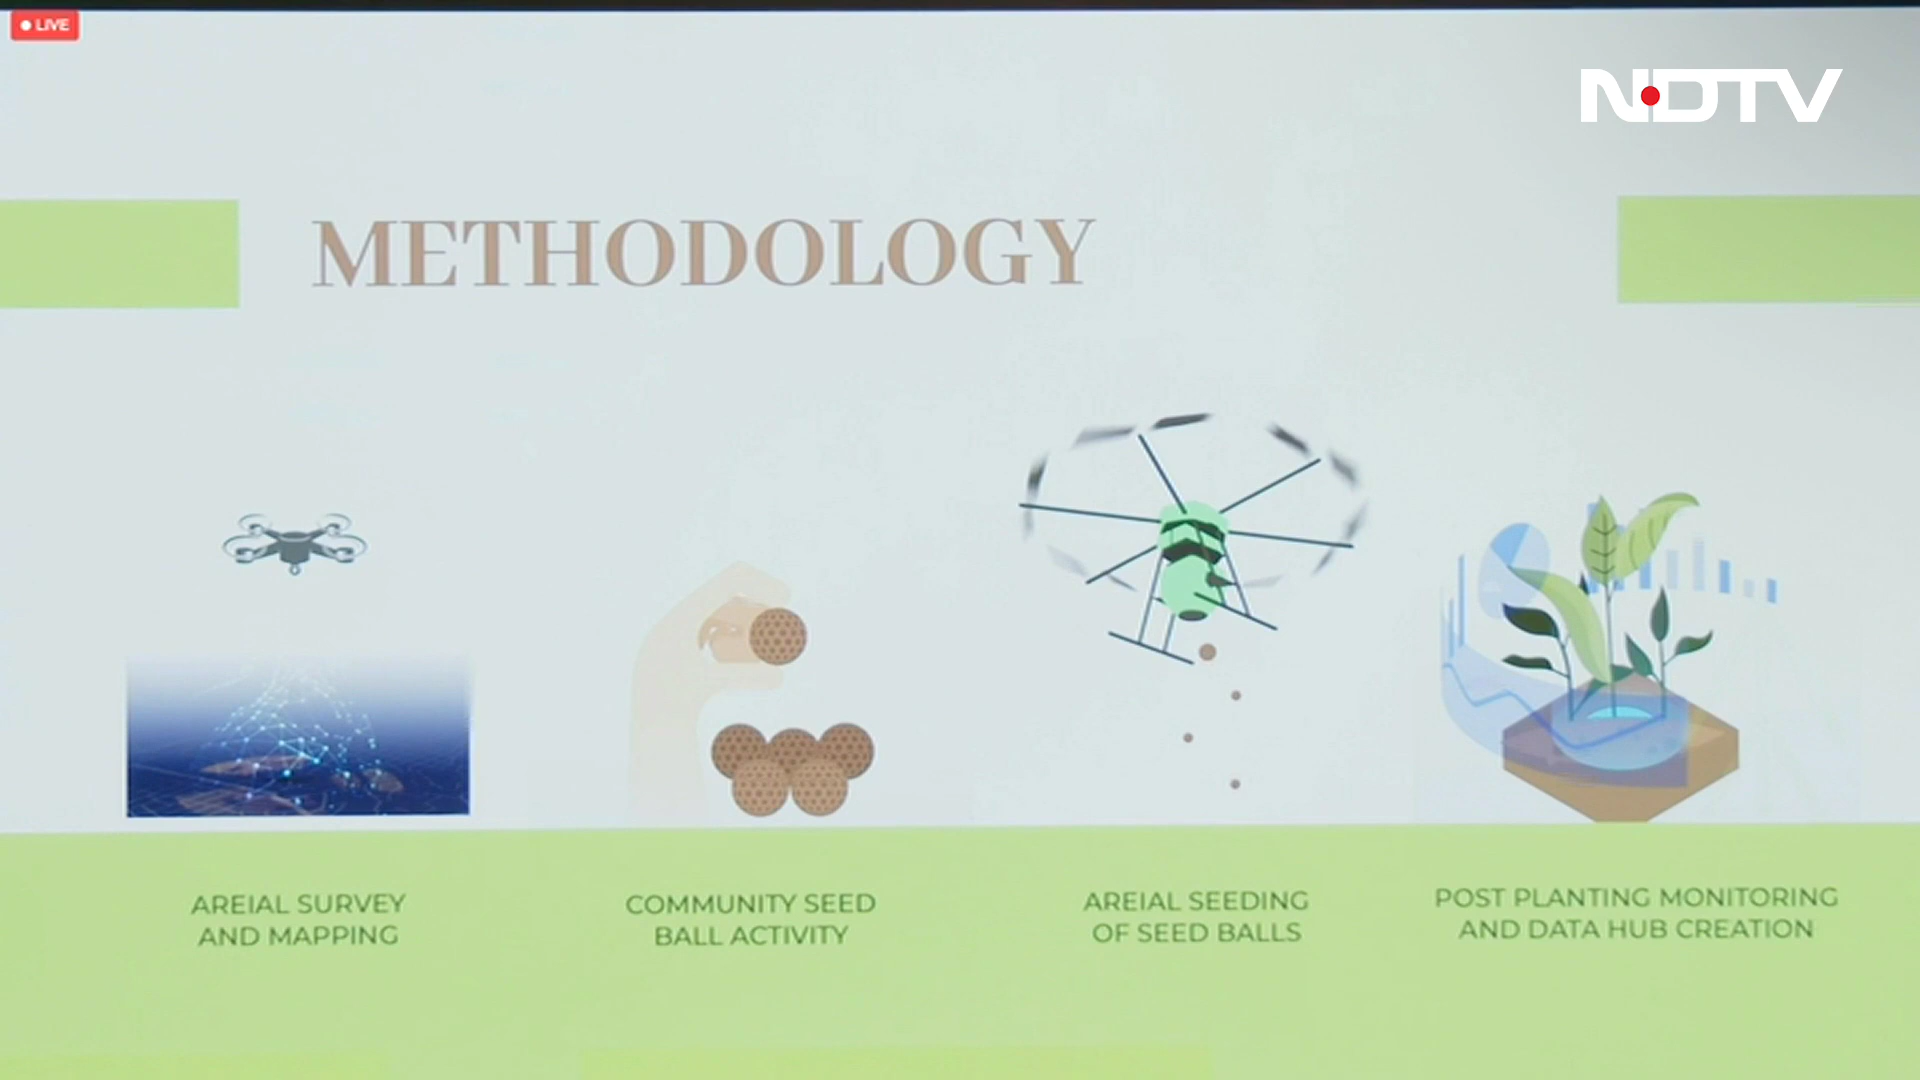 LIVE
NDTV
METHODOLOGY
AREIAL SURVEY
AND MAPPING
COMMUNITY SEED
BALL ACTIVITY
AREIAL SEEDING
OF SEED BALLS
POST PLANTING MONITORING
AND DATA HUB CREATION